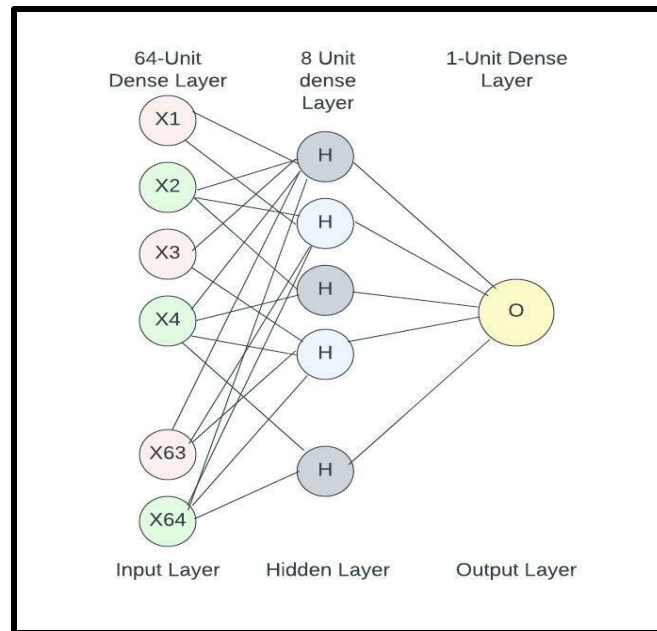 64-Unit
Dense Layer
8 Unit
dense
Layer
1-Unit Dense
Layer
X1
X2
X3
X4
X63
X64
H
H
H
H
H
O
Input Layer
Hidden Layer
Output Layer